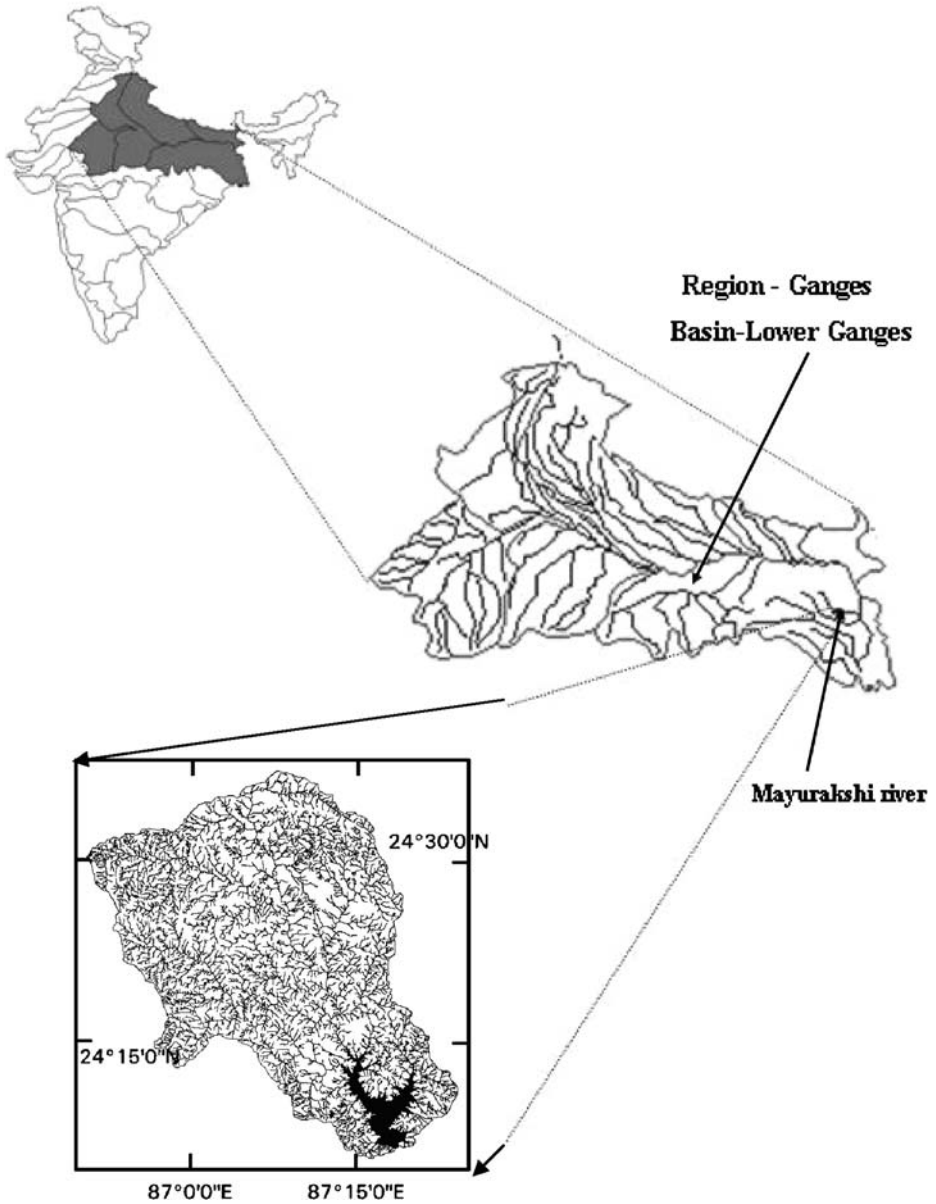 Region - Ganges
Basin-Lower Ganges
Mayurakshi river
24°30'0"N
24°15'0"N
87°0'0"E
87°15'0"E